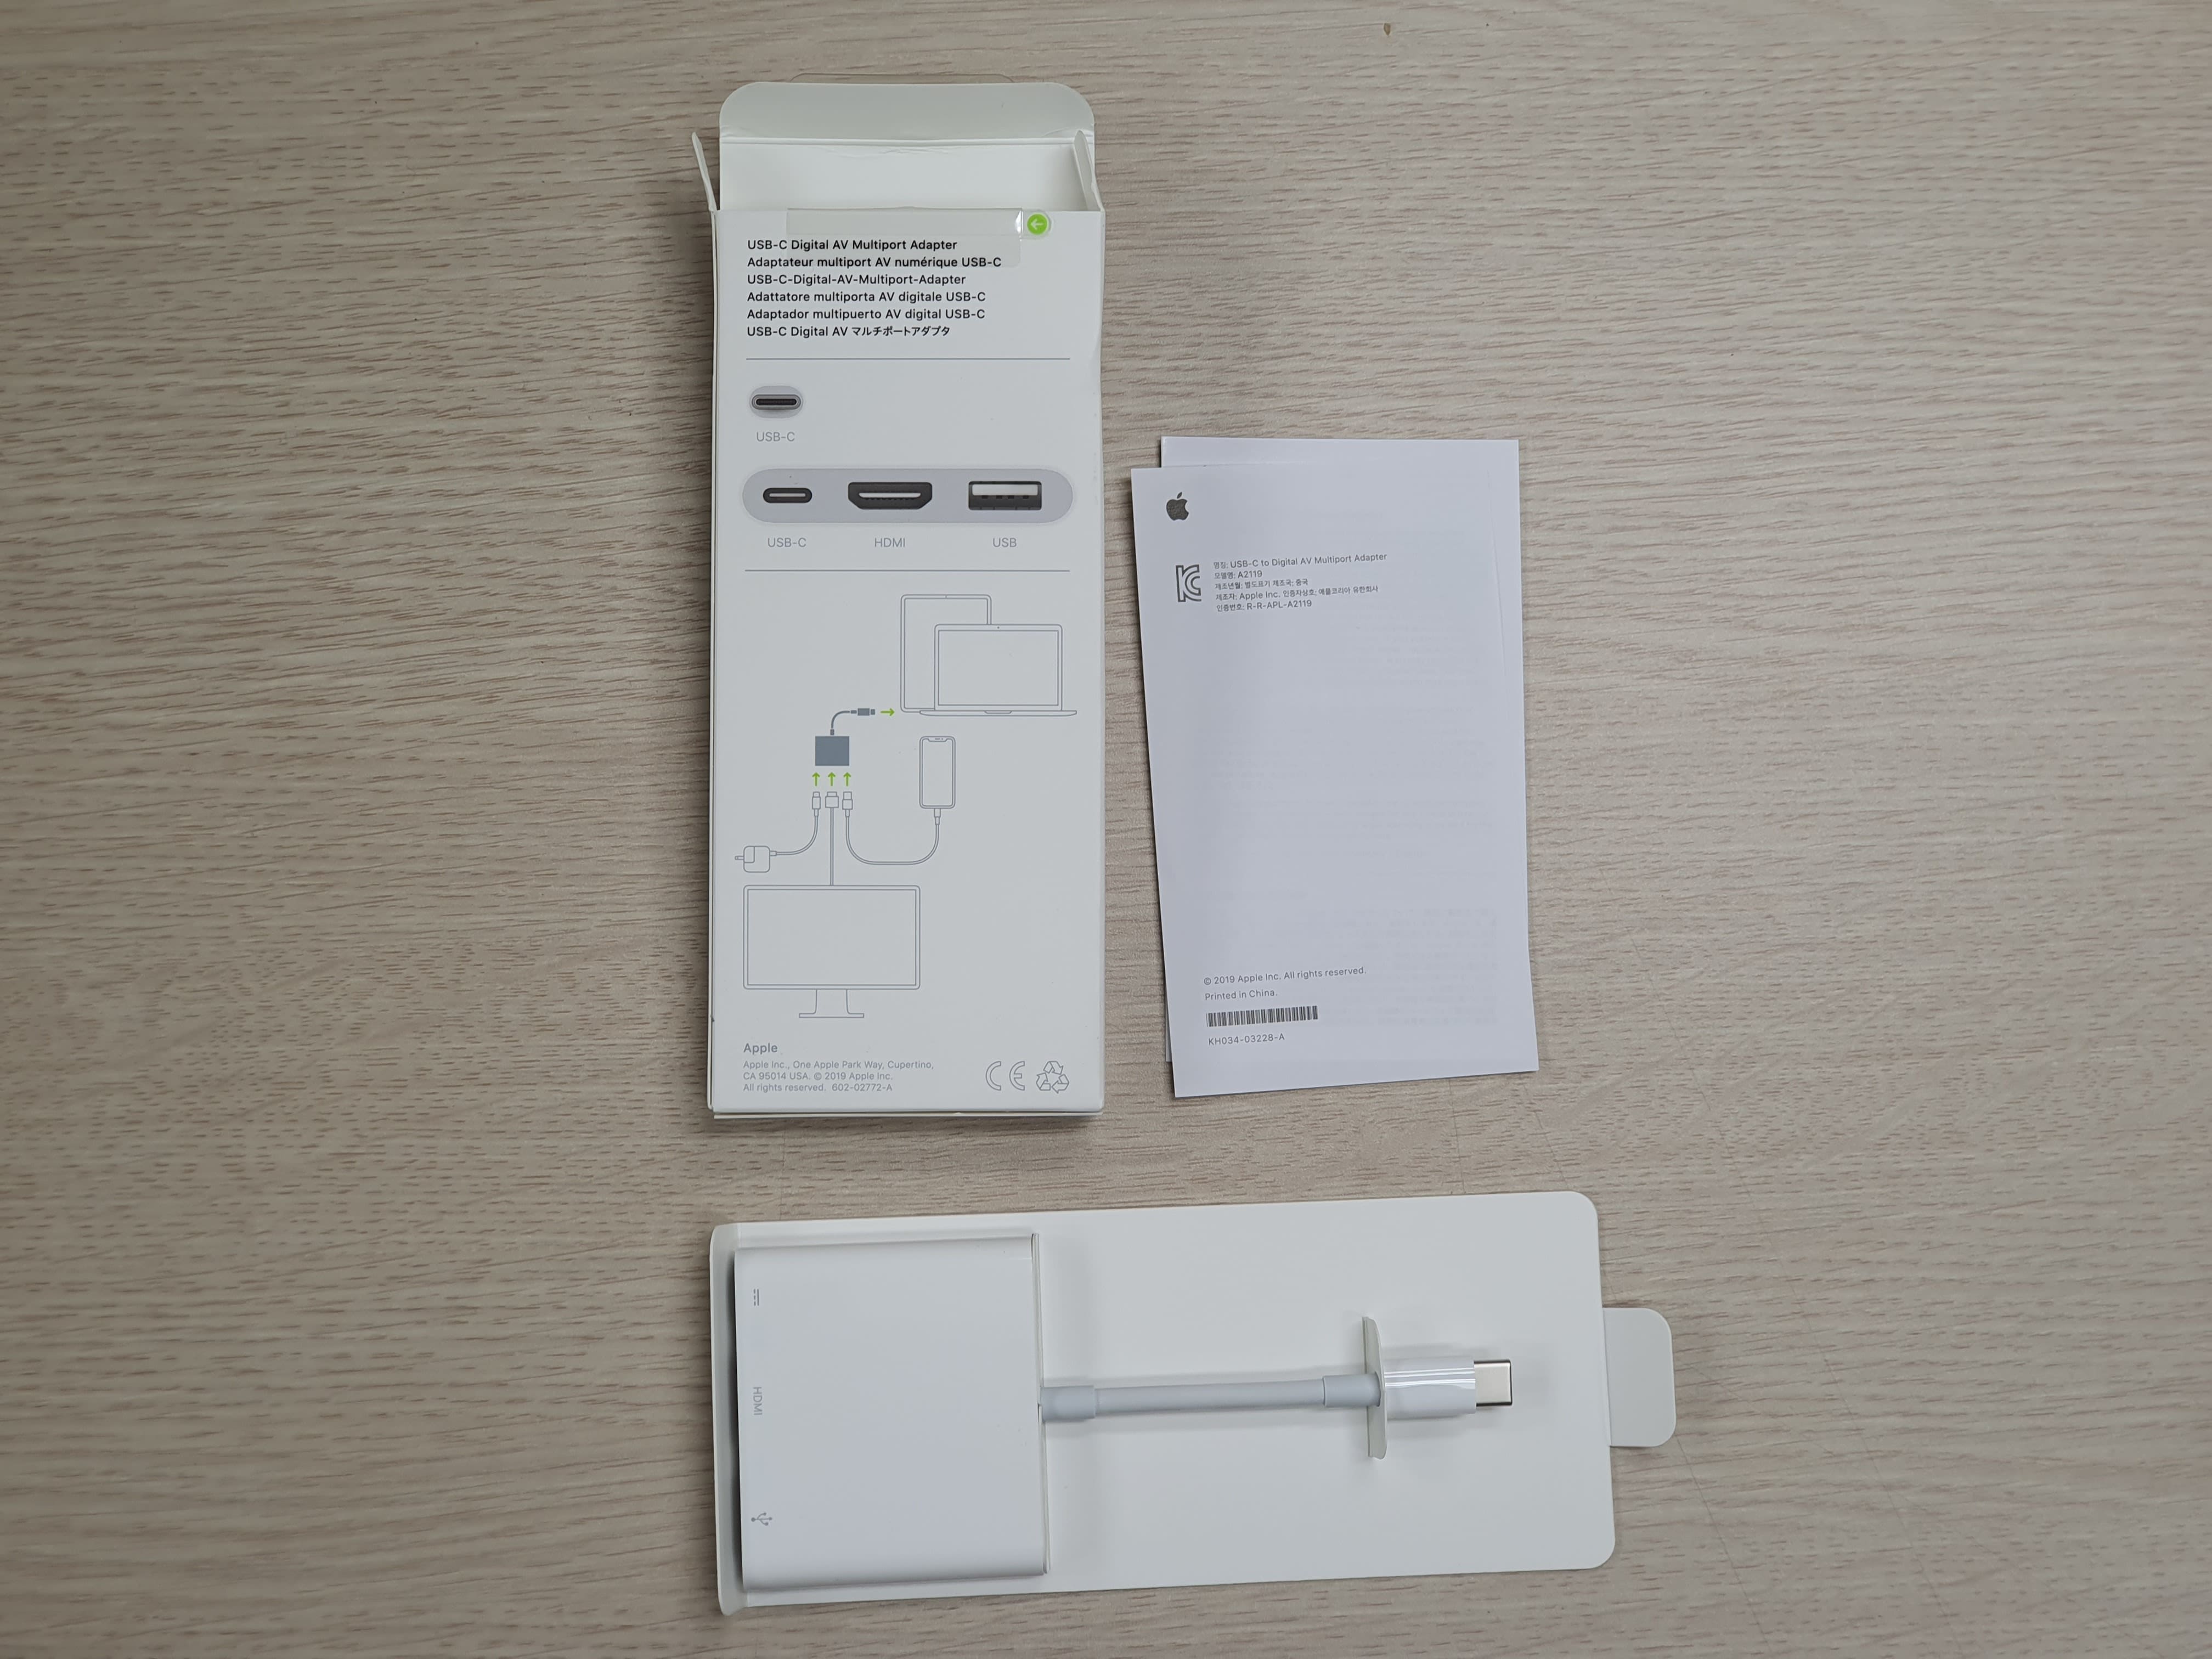 USB-C Digital AV Multiport Adapter
Adaptateur multiport AV numérique USB-C
USB-C-Digital-AV-Multiport-Adapter
Adattatore multiporta AV digitale USB-C
Adaptador multipuerto AV digital USB-C
USB-C Digital AV マルチポートアダプタ
USB-C
USB-C HDMI USB
Apple
Apple Inc., One Apple Park Way, Cupertino,
CA 95014 USA. © 2019 Apple Inc.
All rights reserved. 602-02772-A
CE
명칭: USB-C to Digital AV Multiport Adapter
모델명: A2119
제조년월: 별도표기 제조국: 중국
제조자: Apple Inc. 인증자상호: 애플코리아 유한회사
인증번호: R-R-APL-A2119
© 2019 Apple Inc. All rights reserved.
Printed in China.
KH034-03228-A
HDMI